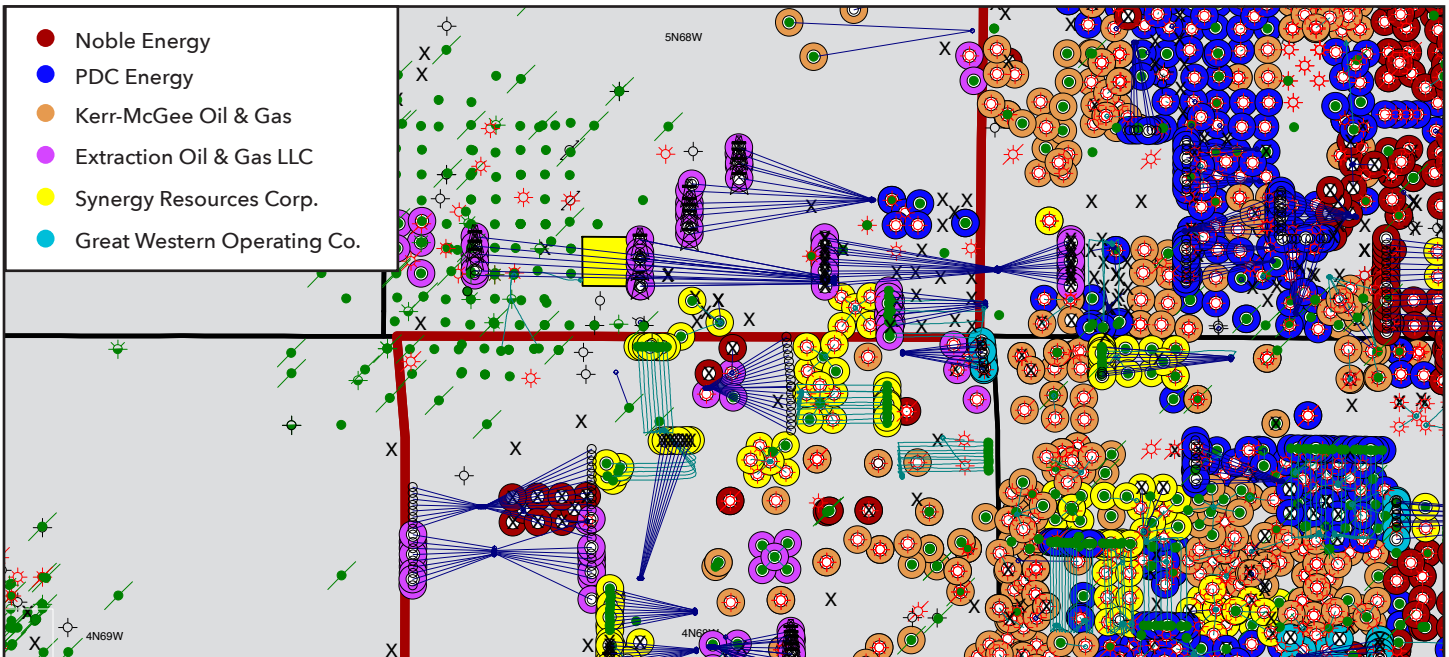 Noble Energy
PDC Energy
Kerr-McGee Oil & Gas
Extraction Oil & Gas LLC
Synergy Resources Corp.
Great Western Operating Co.
5N68W
4N69W